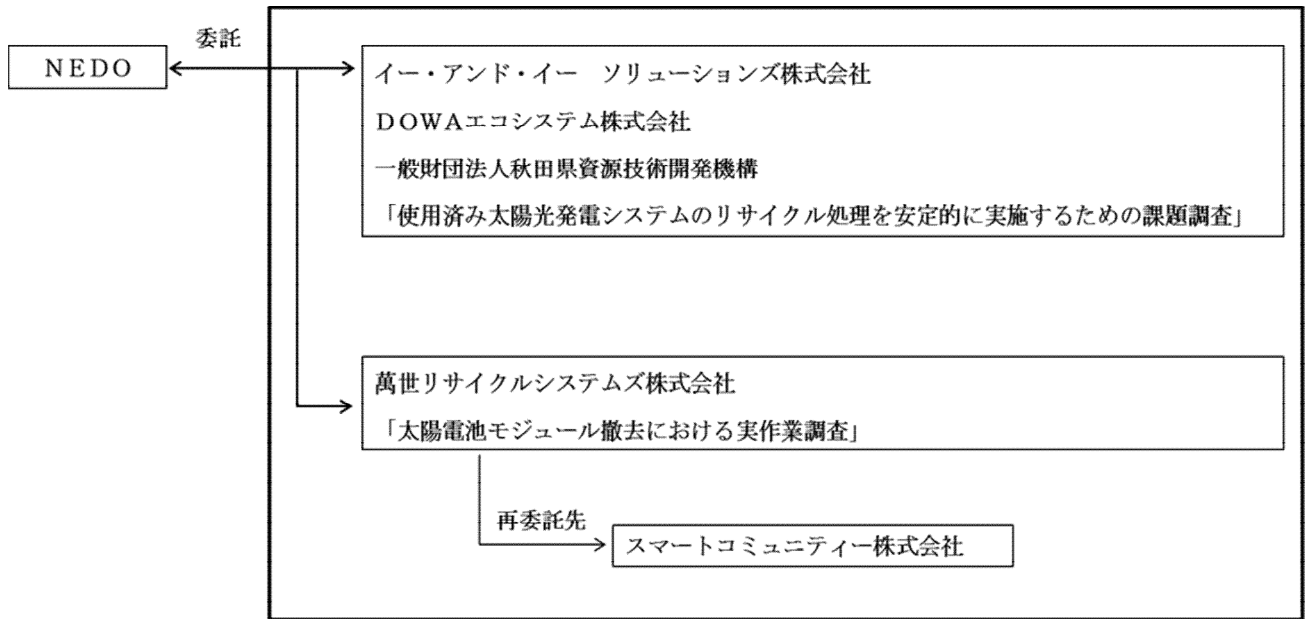 委託
NEDO
イー・アンド・イー　ソリューションズ株式会社
DOWAエコシステム株式会社
一般財団法人秋田県資源技術開発機構
「使用済み太陽光発電システムのリサイクル処理を安定的に実施するための課題調査」
萬世リサイクルシステムズ株式会社
「太陽電池モジュール撤去における実作業調査」
再委託先
スマートコミュニティー株式会社